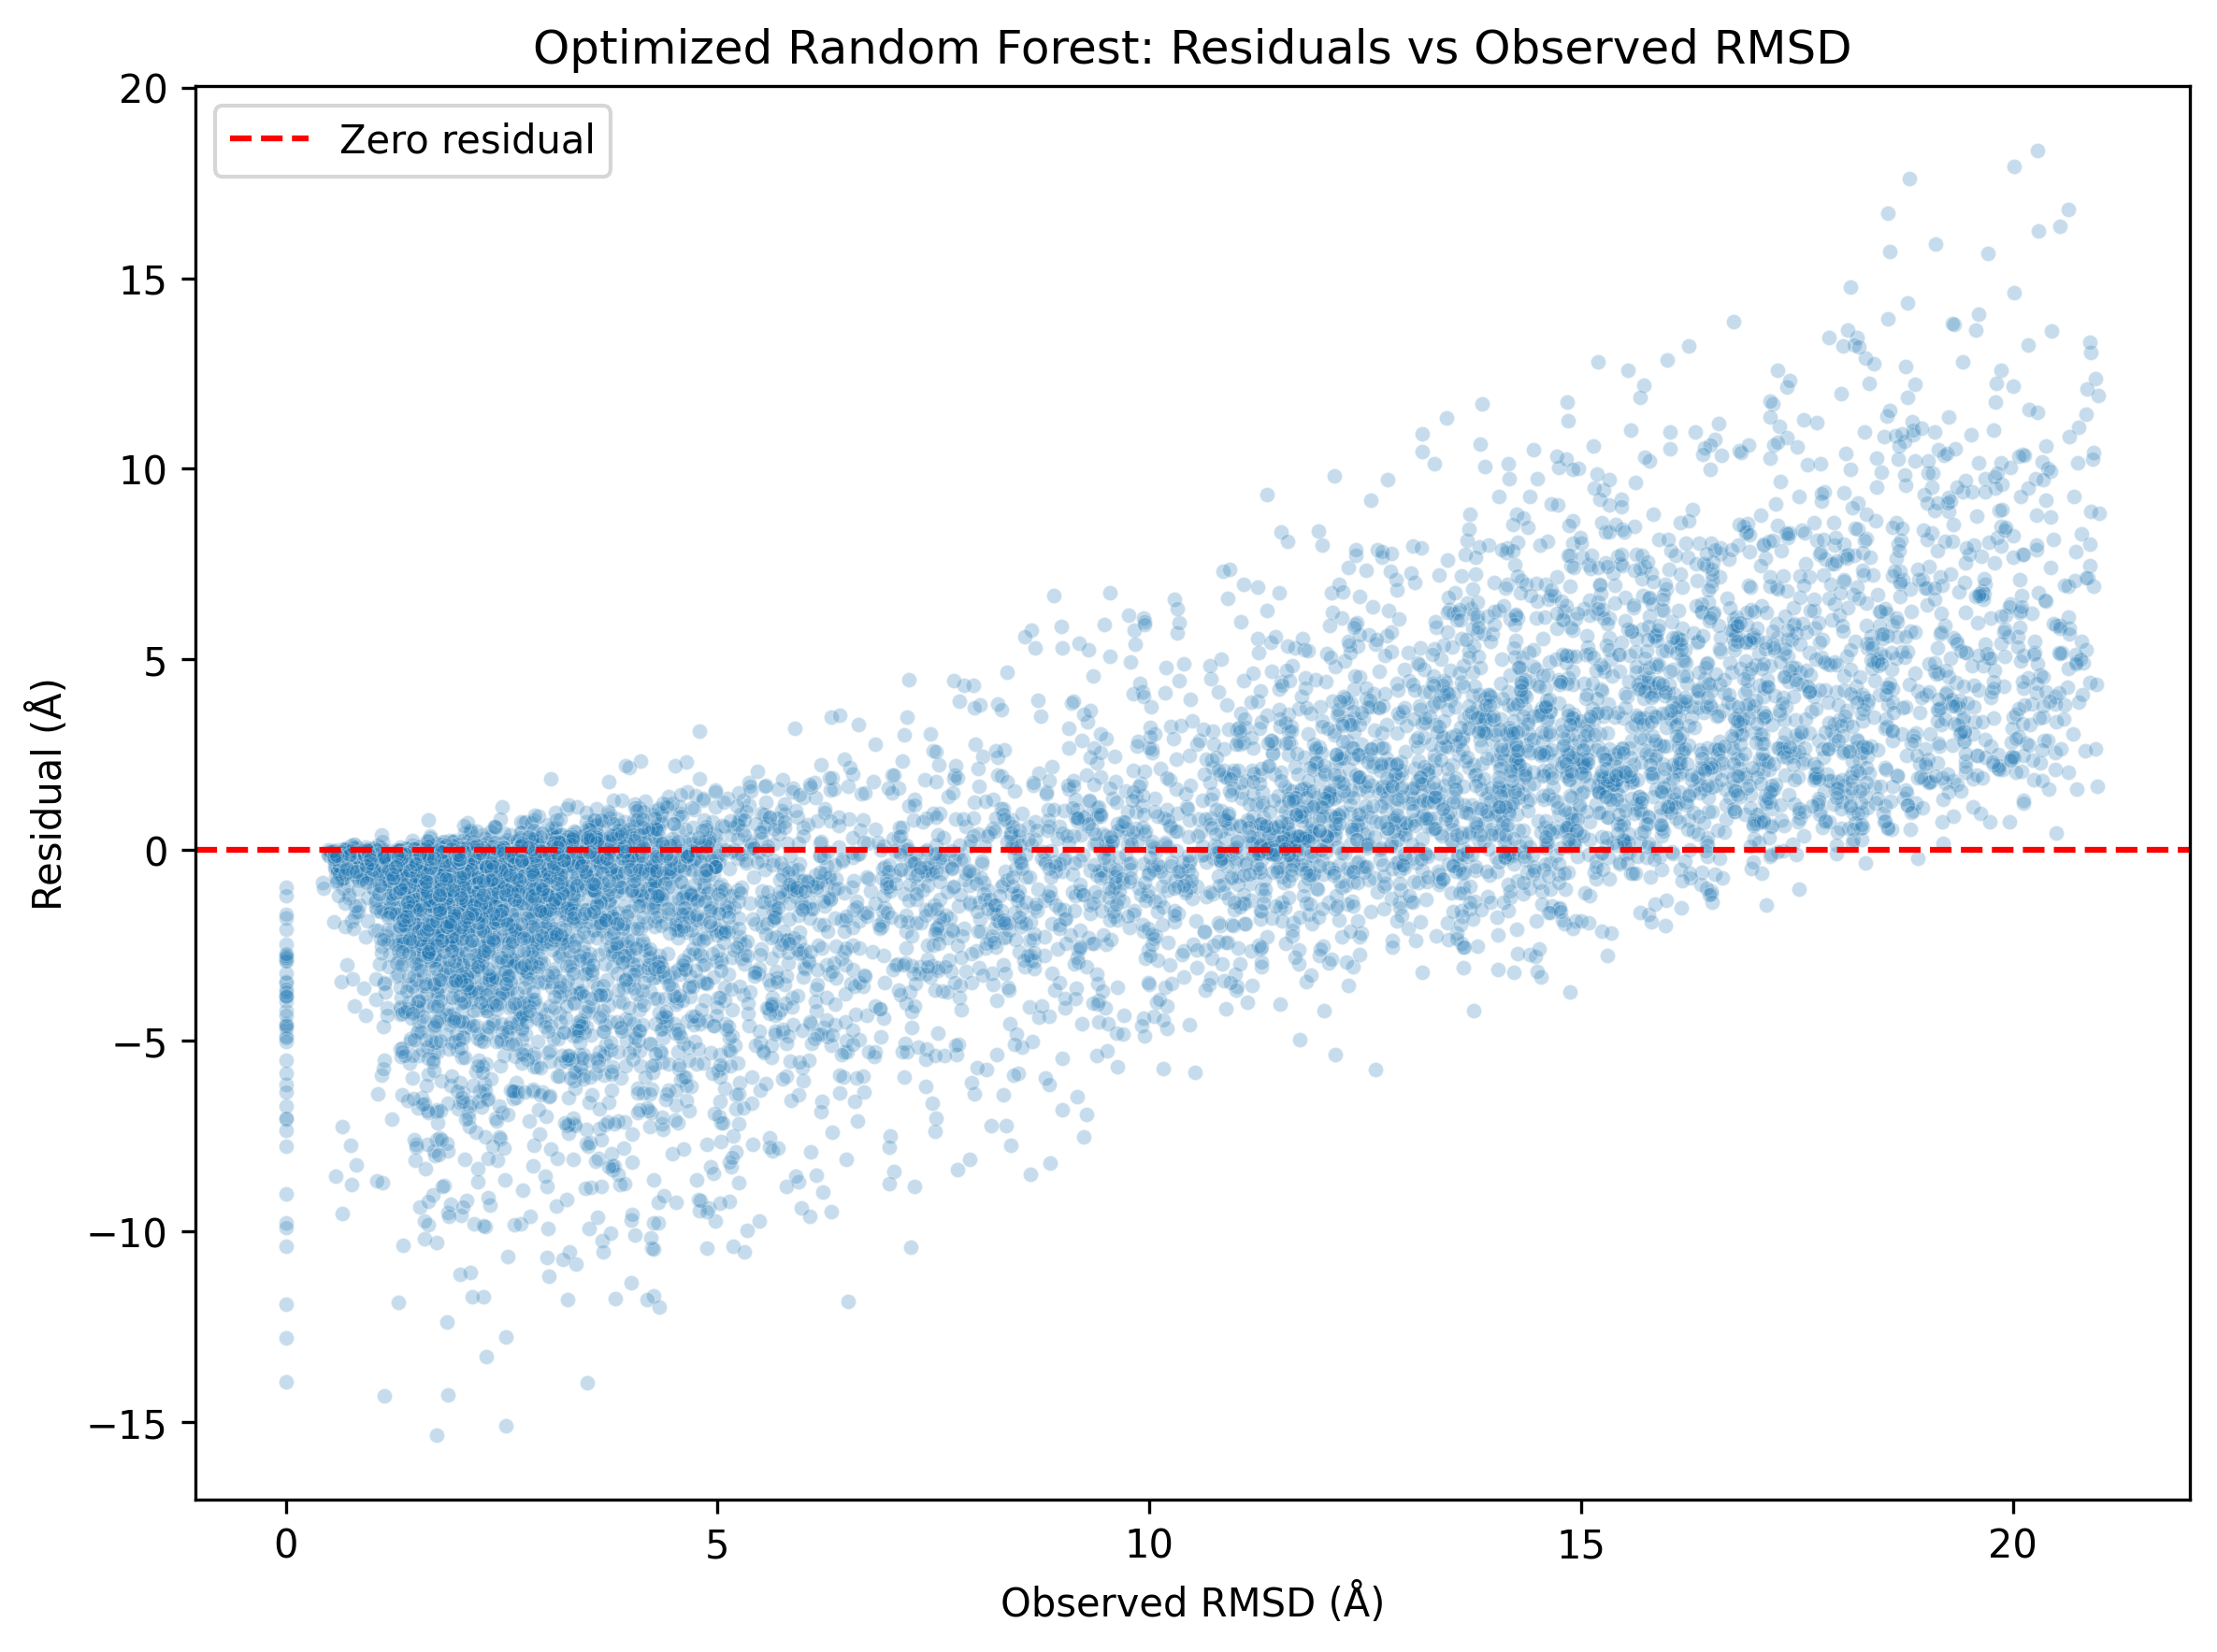 Optimized Random Forest: Residuals vs Observed RMSD
Zero residual
20
15
10
5
0
−5
−10
−15
Residual (Å)
0 5 10 15 20
Observed RMSD (Å)